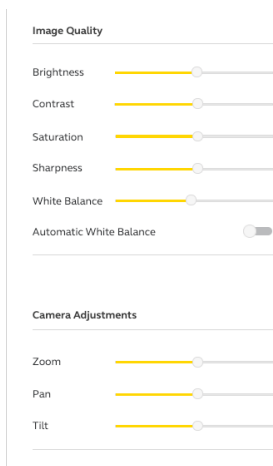 Image Quality
Brightness
Contrast
Saturation
Sharpness
White Balance
Automatic White Balance
Camera Adjustments
Zoom
Pan
Tilt